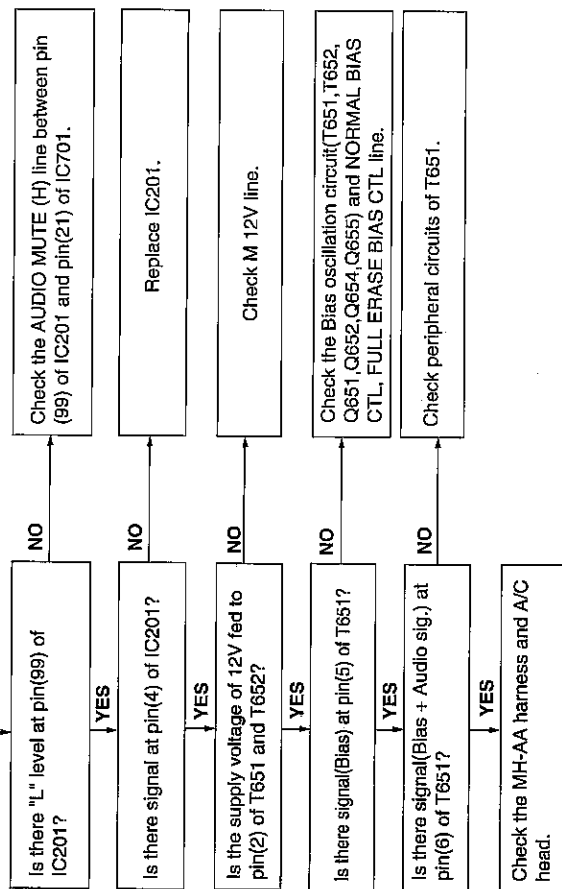 Is there "L" level at pin(99) of
IC201?
NO
Check the AUDIO MUTE (H) line between pin
(99) of IC201 and pin(21) of IC701.
YES
Is there signal at pin(4) of IC201?
NO
Replace IC201.
YES
Is the supply voltage of 12V fed to
pin(2) of T651 and T652?
NO
Check M 12V line.
YES
Is there signal(Bias) at pin(5) of T651?
NO
Check the Bias oscillation circuit(T651,T652,
Q651,Q652,Q654,Q655) and NORMAL BIAS
CTL, FULL ERASE BIAS CTL line.
YES
Is there signal(Bias + Audio sig.) at
pin(6) of T651?
NO
Check peripheral circuits of T651.
YES
Check the MH-AA harness and A/C
head.